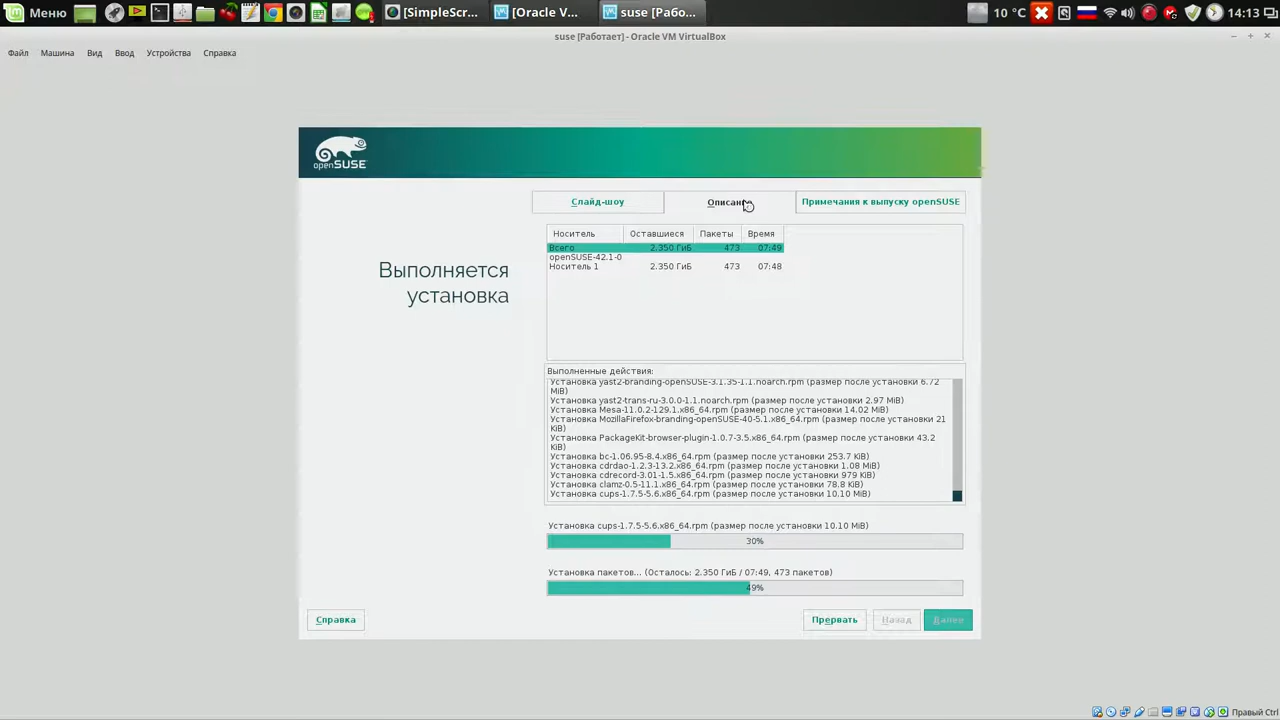 Меню
[SimpleScr...
[Oracle V...
suse [Рабо...
10 °C
14:13
suse [Работает] - Oracle VM VirtualBox
Файл
Машина
Вид
Ввод
Устройства
Справка
openSUSE
Слайд-шоу
Описани
Примечания к выпуску openSUSE
Выполняется
установка
Носитель Оставшиеся Пакеты Время
Всего 2.350 ГиБ 473 07:49
openSUSE-42.1-0
Носитель 1 2.350 ГиБ 473 07:48
Выполненные действия:
Установка yast2-branding-openSUSE-3.1.35-1.1.noarch.rpm (размер после установки 6.72
MiB)
Установка yast2-trans-ru-3.0.0-1.1.noarch.rpm (размер после установки 2.97 MiB)
Установка Mesa-11.0.2-129.1.x86_64.rpm (размер после установки 14.02 MiB)
Установка MozillaFirefox-branding-openSUSE-40-5.1.x86_64.rpm (размер после установки 21
KiB)
Установка PackageKit-browser-plugin-1.0.7-3.5.x86_64.rpm (размер после установки 43.2
KiB)
Установка bc-1.06.95-8.4.x86_64.rpm (размер после установки 253.7 KiB)
Установка cdrdao-1.2.3-13.2.x86_64.rpm (размер после установки 1.08 MiB)
Установка cdrecord-3.01-1.5.x86_64.rpm (размер после установки 979 KiB)
Установка clamz-0.5-11.1.x86_64.rpm (размер после установки 78.8 KiB)
Установка cups-1.7.5-5.6.x86_64.rpm (размер после установки 10.10 MiB)
Установка cups-1.7.5-5.6.x86_64.rpm (размер после установки 10.10 MiB)
30%
Установка пакетов... (Осталось: 2.350 ГиБ / 07:49, 473 пакетов)
49%
Справка
Прервать
Назад
Далее
Правый Ctrl